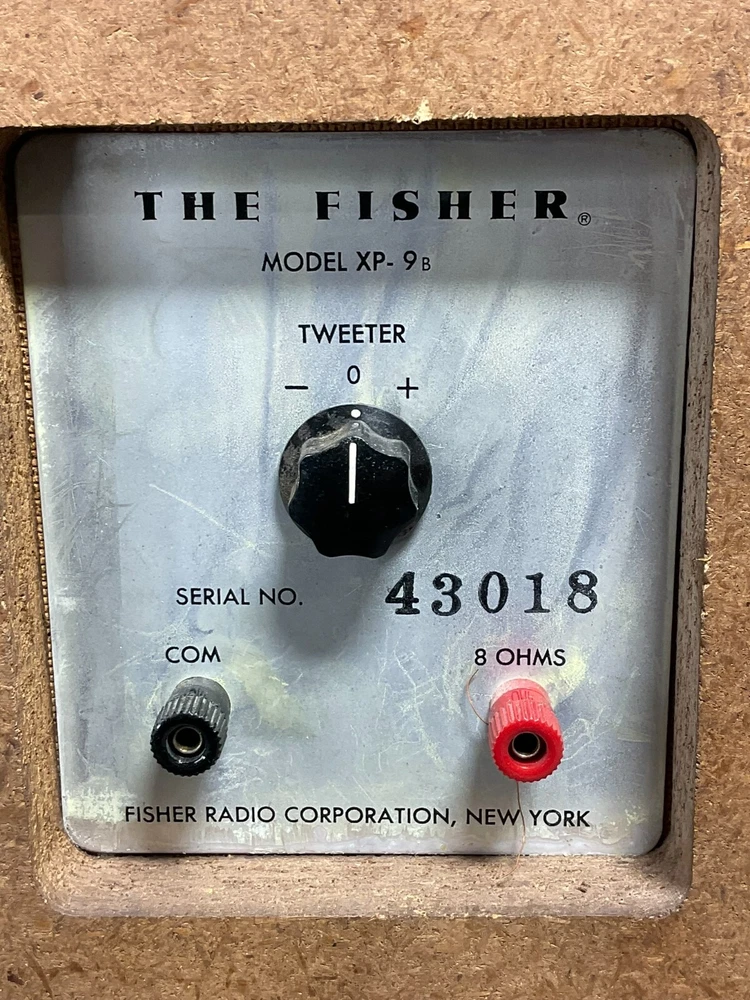 THE FISHER®
MODEL XP-9B
TWEETER
− 0 +
SERIAL NO. 43018
COM 8 OHMS
FISHER RADIO CORPORATION, NEW YORK